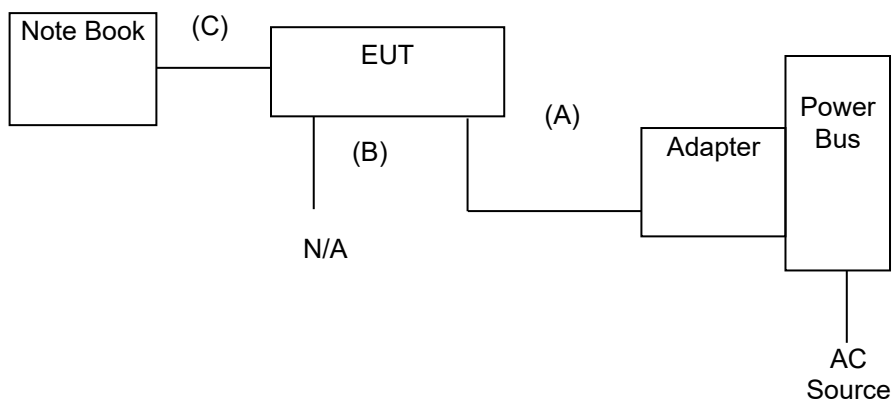 Note Book
(C)
EUT
(A)
(B)
N/A
Adapter
Power
Bus
AC
Source